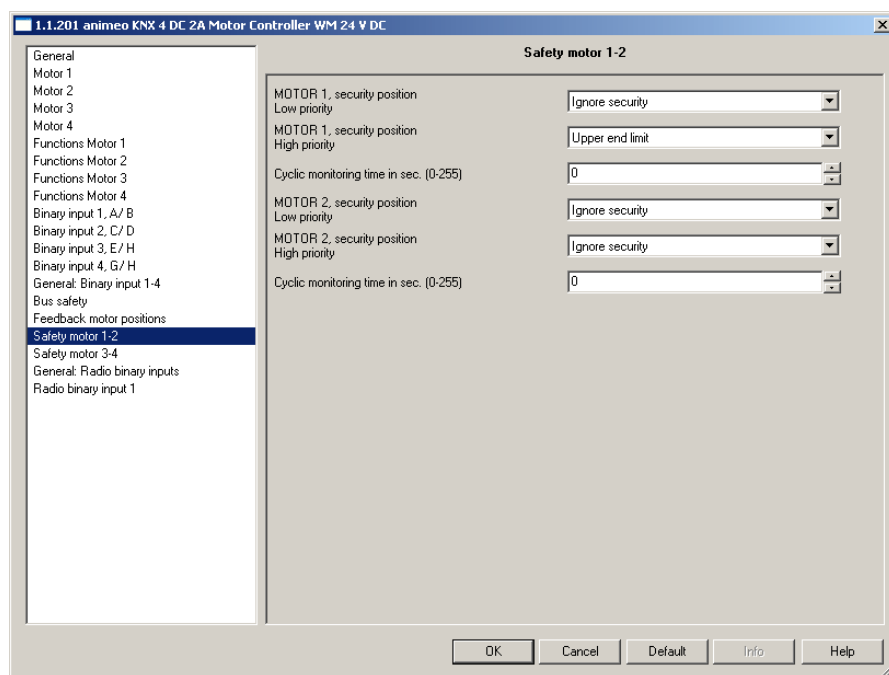 1.1.201 animeo KNX 4 DC 2A Motor Controller WM 24 V DC
General
Motor 1
Motor 2
Motor 3
Motor 4
Functions Motor 1
Functions Motor 2
Functions Motor 3
Functions Motor 4
Binary input 1, A/ B
Binary input 2, C/ D
Binary input 3, E/ H
Binary input 4, G/ H
General: Binary input 1-4
Bus safety
Feedback motor positions
Safety motor 1-2
Safety motor 3-4
General: Radio binary inputs
Radio binary input 1
Safety motor 1-2
MOTOR 1, security position
Low priority
Ignore security
MOTOR 1, security position
High priority
Upper end limit
Cyclic monitoring time in sec. (0-255)
0
MOTOR 2, security position
Low priority
Ignore security
MOTOR 2, security position
High priority
Ignore security
Cyclic monitoring time in sec. (0-255)
0
OK
Cancel
Default
Info
Help